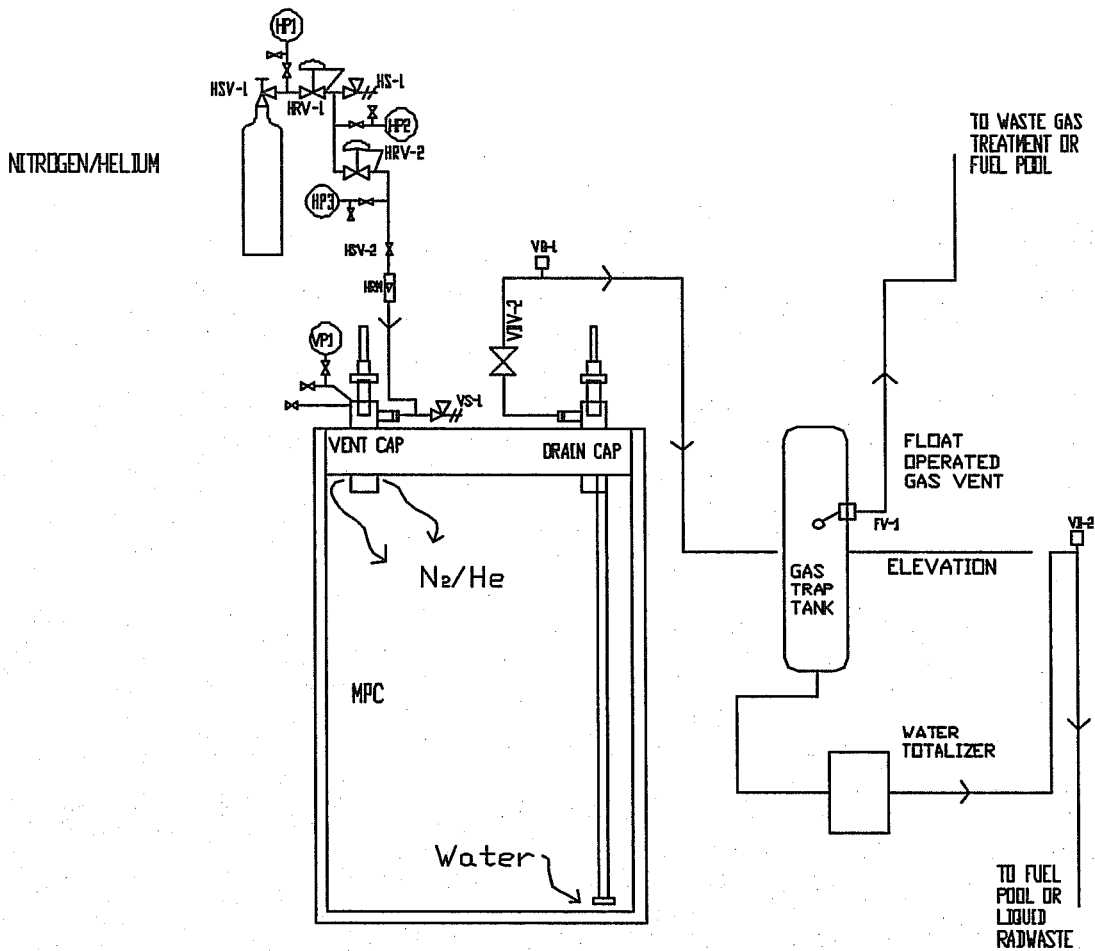 HP1
HSV-1
HRV-1
HS-1
HP2
NITROGEN/HELIUM
HRV-2
HP3
HSV-2
HRM
TO WASTE GAS
TREATMENT OR
FUEL POOL
VB-1
VDV-2
VP1
VS-1
VENT CAP
DRAIN CAP
N2/He
FLOAT
OPERATED
GAS VENT
FV-1
VB-2
ELEVATION
GAS
TRAP
TANK
MPC
WATER
TOTALIZER
Water
TO FUEL
POOL OR
LIQUID
RADWASTE